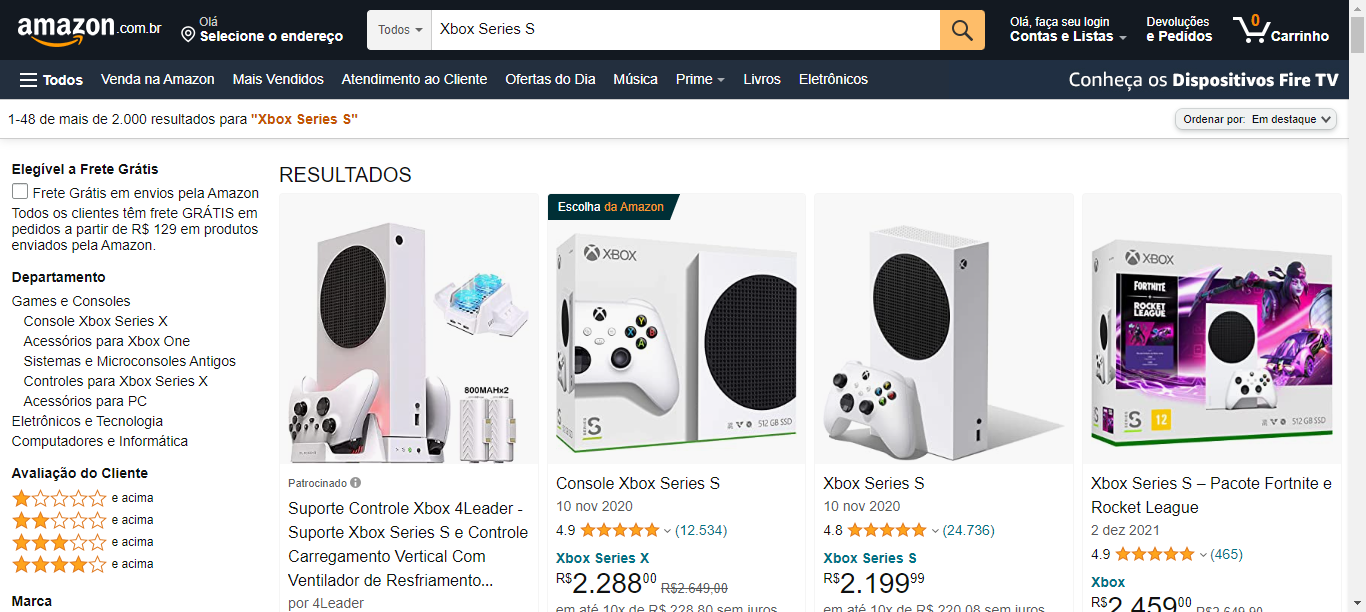 amazon.com.br
Olá
Selecione o endereço
Todos
Xbox Series S
Olá, faça seu login
Contas e Listas
Devoluções
e Pedidos
0
Carrinho
Todos
Venda na Amazon
Mais Vendidos
Atendimento ao Cliente
Ofertas do Dia
Música
Prime
Livros
Eletrônicos
Conheça os Dispositivos Fire TV
1-48 de mais de 2.000 resultados para "Xbox Series S"
Ordenar por: Em destaque
Elegível a Frete Grátis
Frete Grátis em envios pela Amazon
Todos os clientes têm frete GRÁTIS em
pedidos a partir de R$ 129 em produtos
enviados pela Amazon.
Departamento
Games e Consoles
Console Xbox Series X
Acessórios para Xbox One
Sistemas e Microconsoles Antigos
Controles para Xbox Series X
Acessórios para PC
Eletrônicos e Tecnologia
Computadores e Informática
Avaliação do Cliente
e acima
e acima
e acima
e acima
Marca
RESULTADOS
800MAHx2
Patrocinado
Suporte Controle Xbox 4Leader -
Suporte Xbox Series S e Controle
Carregamento Vertical Com
Ventilador de Resfriamento...
por 4Leader
Escolha da Amazon
XBOX
SERIES S
512 GB SSD
Console Xbox Series S
10 nov 2020
4.9 (12.534)
Xbox Series X
R$2.28800 R$2.649,00
em até 10x de R$ 228,80 sem juros
Xbox Series S
10 nov 2020
4.8 (24.736)
Xbox Series S
R$2.19999
em até 10x de R$ 220,08 sem juros
XBOX
FORTNITE
ROCKET
LEAGUE
SERIES S
12
512 GB SSD
Xbox Series S – Pacote Fortnite e
Rocket League
2 dez 2021
4.9 (465)
Xbox
R$2.45900 R$2.649,90